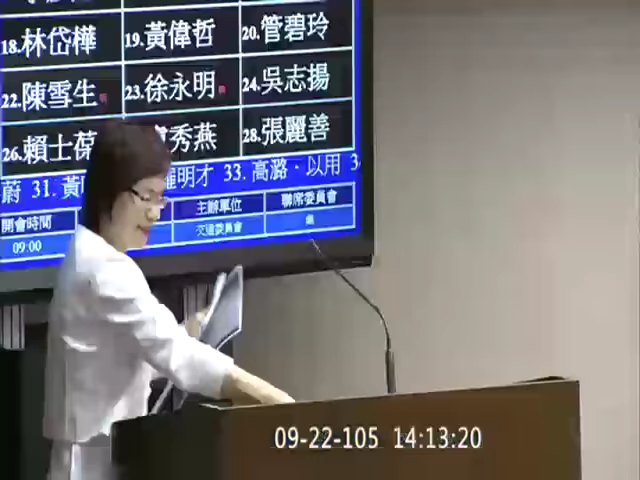 18.林岱樺 19.黃偉哲 20.管碧玲
22.陳雪生 23.徐永明 24.吳志揚
26.賴士葆 秀燕 28.張麗善
蔚 31.黃 明才 33.高潞・以用
開會時間 主辦單位 聯席委員會
09:00 交通委員會
09-22-105 14:13:20